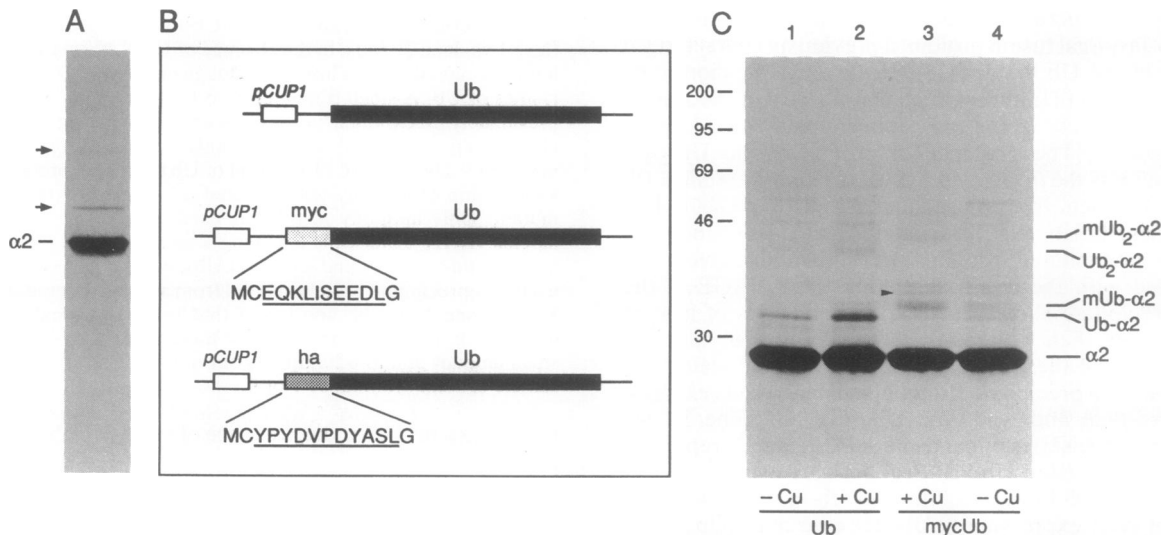 A
α2
B
pCUP1 Ub
pCUP1 myc Ub
MCEQKLISEEDLG
pCUP1 ha Ub
MCYPYDVPDYASLG
C
1 2 3 4
200
95
69
46
30
mUb2-α2
Ub2-α2
mUb-α2
Ub-α2
α2
– Cu + Cu + Cu – Cu
Ub mycUb